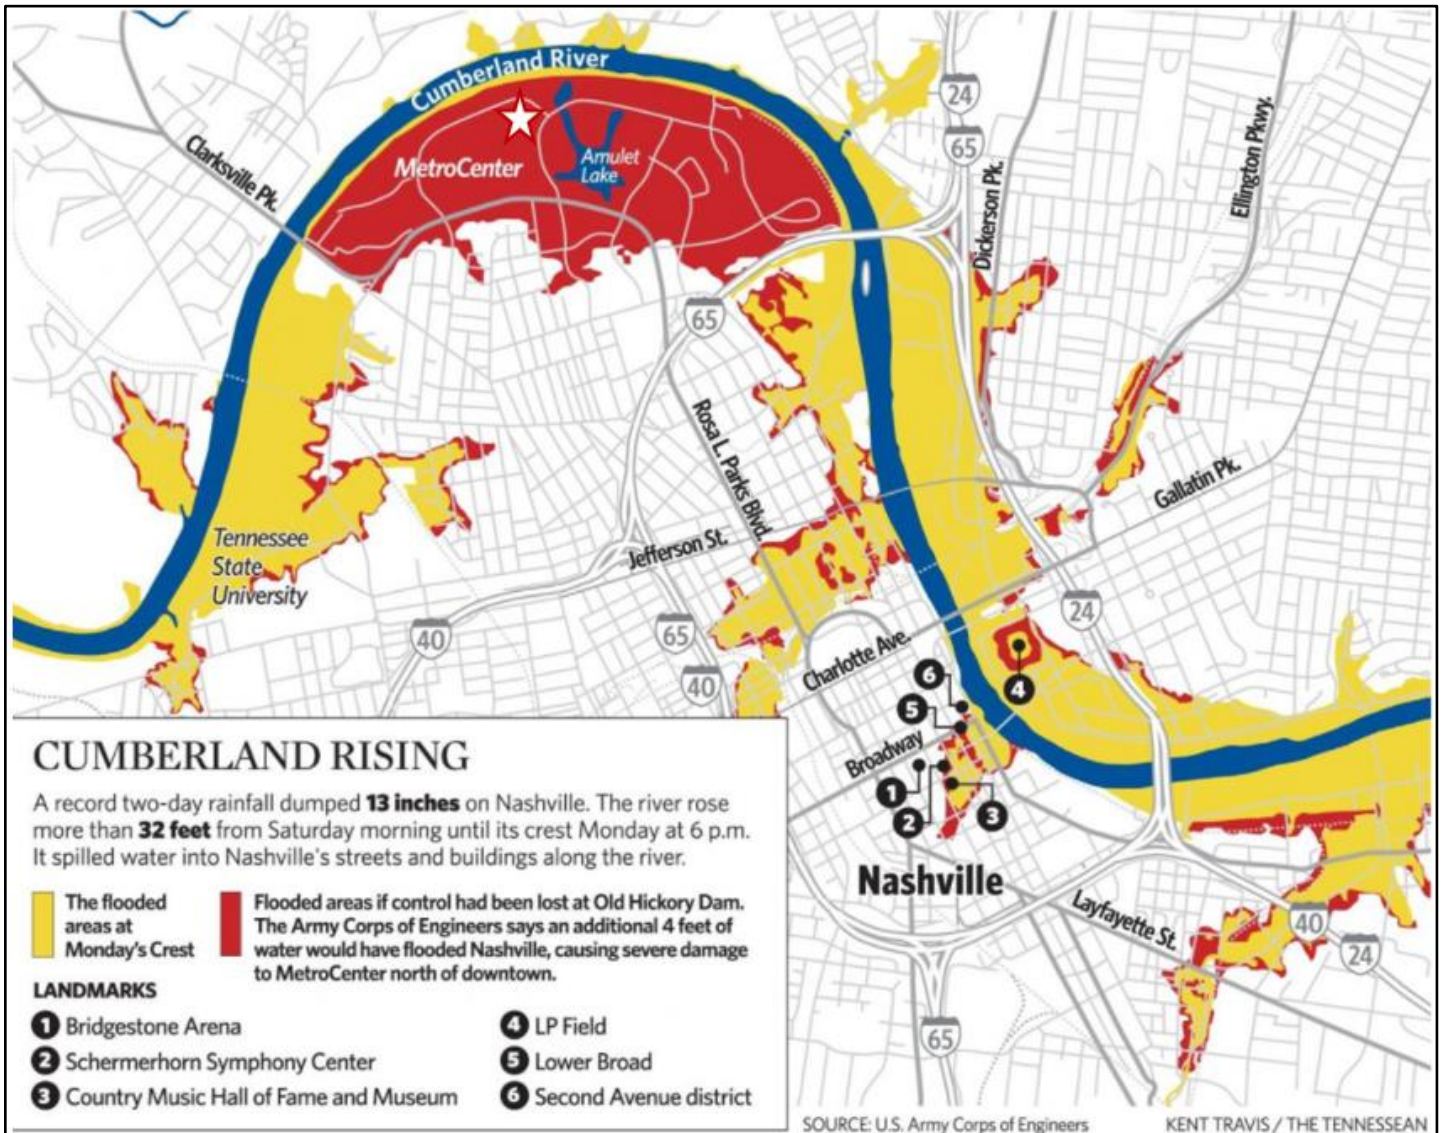 Cumberland River
24
65
Clarksville Pk.
MetroCenter
Amulet
Lake
Dickerson Pk.
Ellington Pkwy.
65
Rosa L. Parks Blvd.
Gallatin Pk.
Tennessee
State
University
Jefferson St.
40
65
24
40
Charlotte Ave.
6
4
5
Broadway
1
2
3
Nashville
Layfayette St.
40
24
65
CUMBERLAND RISING
A record two-day rainfall dumped 13 inches on Nashville. The river rose
more than 32 feet from Saturday morning until its crest Monday at 6 p.m.
It spilled water into Nashville's streets and buildings along the river.
The flooded
areas at
Monday's Crest
Flooded areas if control had been lost at Old Hickory Dam.
The Army Corps of Engineers says an additional 4 feet of
water would have flooded Nashville, causing severe damage
to MetroCenter north of downtown.
LANDMARKS
1 Bridgestone Arena
2 Schermerhorn Symphony Center
3 Country Music Hall of Fame and Museum
4 LP Field
5 Lower Broad
6 Second Avenue district
SOURCE: U.S. Army Corps of Engineers
KENT TRAVIS / THE TENNESSEAN